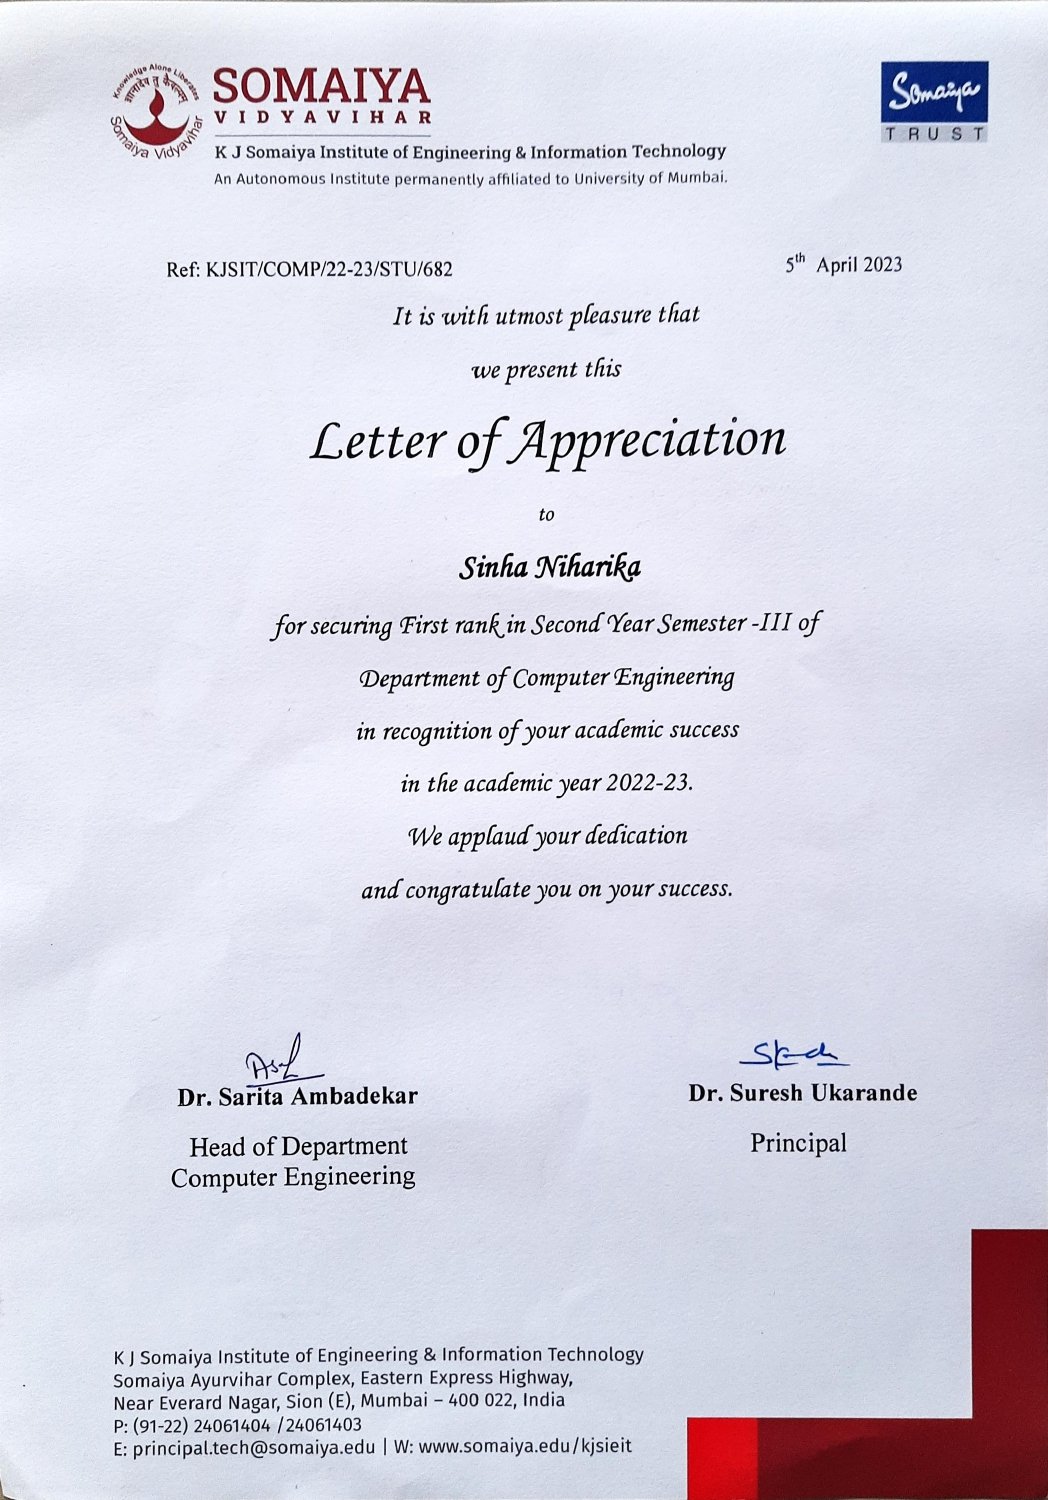 Knowledge Alone Liberates
ज्ञानादेव तु कैवल्यम्
Somaiya Vidyavihar
SOMAIYA
VIDYAVIHAR
K J Somaiya Institute of Engineering & Information Technology
An Autonomous Institute permanently affiliated to University of Mumbai.
Somaiya
TRUST
Ref: KJSIT/COMP/22-23/STU/682
5th April 2023
It is with utmost pleasure that
we present this
Letter of Appreciation
to
Sinha Niharika
for securing First rank in Second Year Semester -III of
Department of Computer Engineering
in recognition of your academic success
in the academic year 2022-23.
We applaud your dedication
and congratulate you on your success.
Dr. Sarita Ambadekar
Head of Department
Computer Engineering
Dr. Suresh Ukarande
Principal
K J Somaiya Institute of Engineering & Information Technology
Somaiya Ayurvihar Complex, Eastern Express Highway,
Near Everard Nagar, Sion (E), Mumbai – 400 022, India
P: (91-22) 24061404 / 24061403
E: principal.tech@somaiya.edu | W: www.somaiya.edu/kjsieit